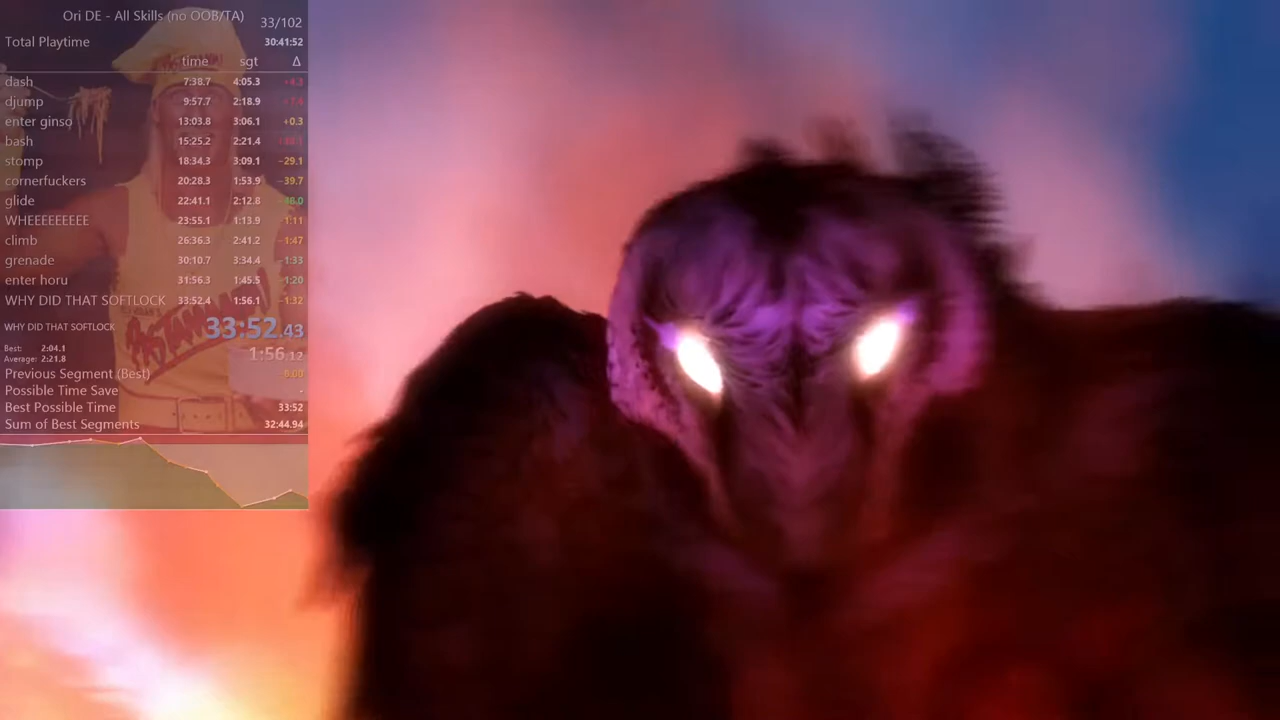 Ori DE - All Skills (no OOB/TA)
33/102
Total Playtime 30:41:52
time sgt Δ
dash 7:38.7 4:05.3 +4.3
djump 9:57.7 2:18.9
enter ginso 13:03.8 3:06.1 +0.3
bash 15:25.2 2:21.4
stomp 18:34.3 3:09.1 −29.1
cornerfuckers 20:28.3 1:53.9 −39.7
glide 22:41.1 2:12.8
WHEEEEEEEEE 23:55.1 1:13.9 −1:11
climb 26:36.3 2:41.2 −1:47
grenade 30:10.7 3:34.4 −1:33
enter horu 31:56.3 1:45.5 −1:20
WHY DID THAT SOFTLOCK 33:52.4 1:56.1 −1:32
WHY DID THAT SOFTLOCK 33:52.43
Best: 2:04.1 1:56.12
Average: 2:21.8
Previous Segment (Best) 0.00
Possible Time Save -
Best Possible Time 33:52
Sum of Best Segments 32:44.94